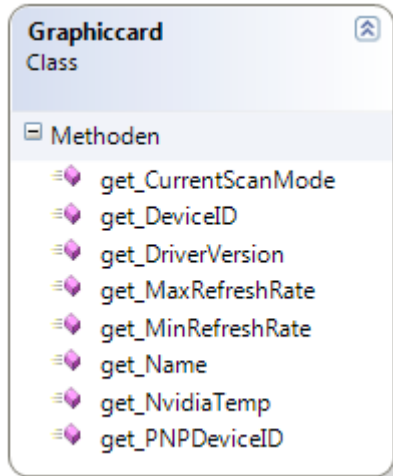 Graphiccard
Class
Methoden
get_CurrentScanMode
get_DeviceID
get_DriverVersion
get_MaxRefreshRate
get_MinRefreshRate
get_Name
get_NvidiaTemp
get_PNPDeviceID